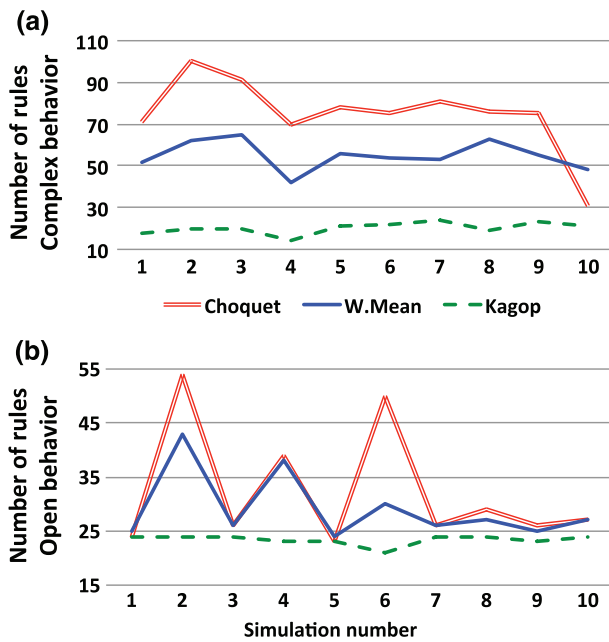 (a)
Number of rules
Complex behavior
110
90
70
50
30
10
1 2 3 4 5 6 7 8 9 10
Choquet W.Mean Kagop
(b)
Number of rules
Open behavior
55
45
35
25
15
1 2 3 4 5 6 7 8 9 10
Simulation number